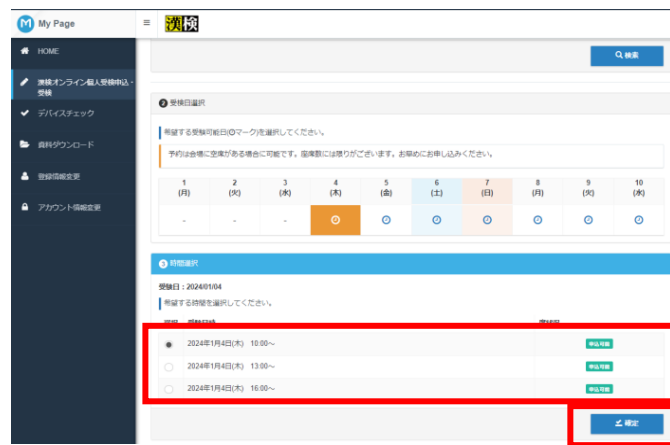 M My Page
漢検
HOME
漢検オンライン個人受検申込・
受検
デバイスチェック
資料ダウンロード
登録情報変更
アカウント情報変更
検索
2 受検日選択
希望する受験可能日(◎マーク)を選択してください。
予約は会場に空席がある場合に可能です。座席数には限りがございます。お早めにお申し込みください。
1 2 3 4 5 6 7 8 9 10
(月) (火) (水) (木) (金) (土) (日) (月) (火) (水)
- - -
3 時間選択
受験日:2024/01/04
希望する時間を選択してください。
2024年1月4日(木) 10:00～ 申込可能
2024年1月4日(木) 13:00～ 申込可能
2024年1月4日(木) 16:00～ 申込可能
確定